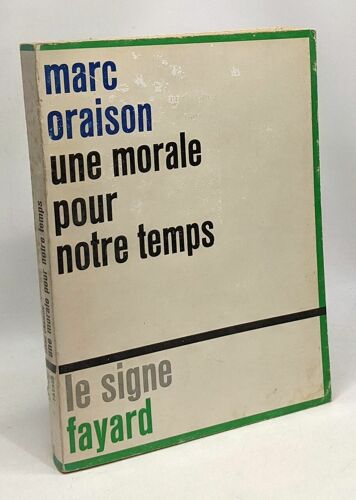 marc
oraison
une morale
pour
notre temps
le signe
fayard
une morale pour notre temps